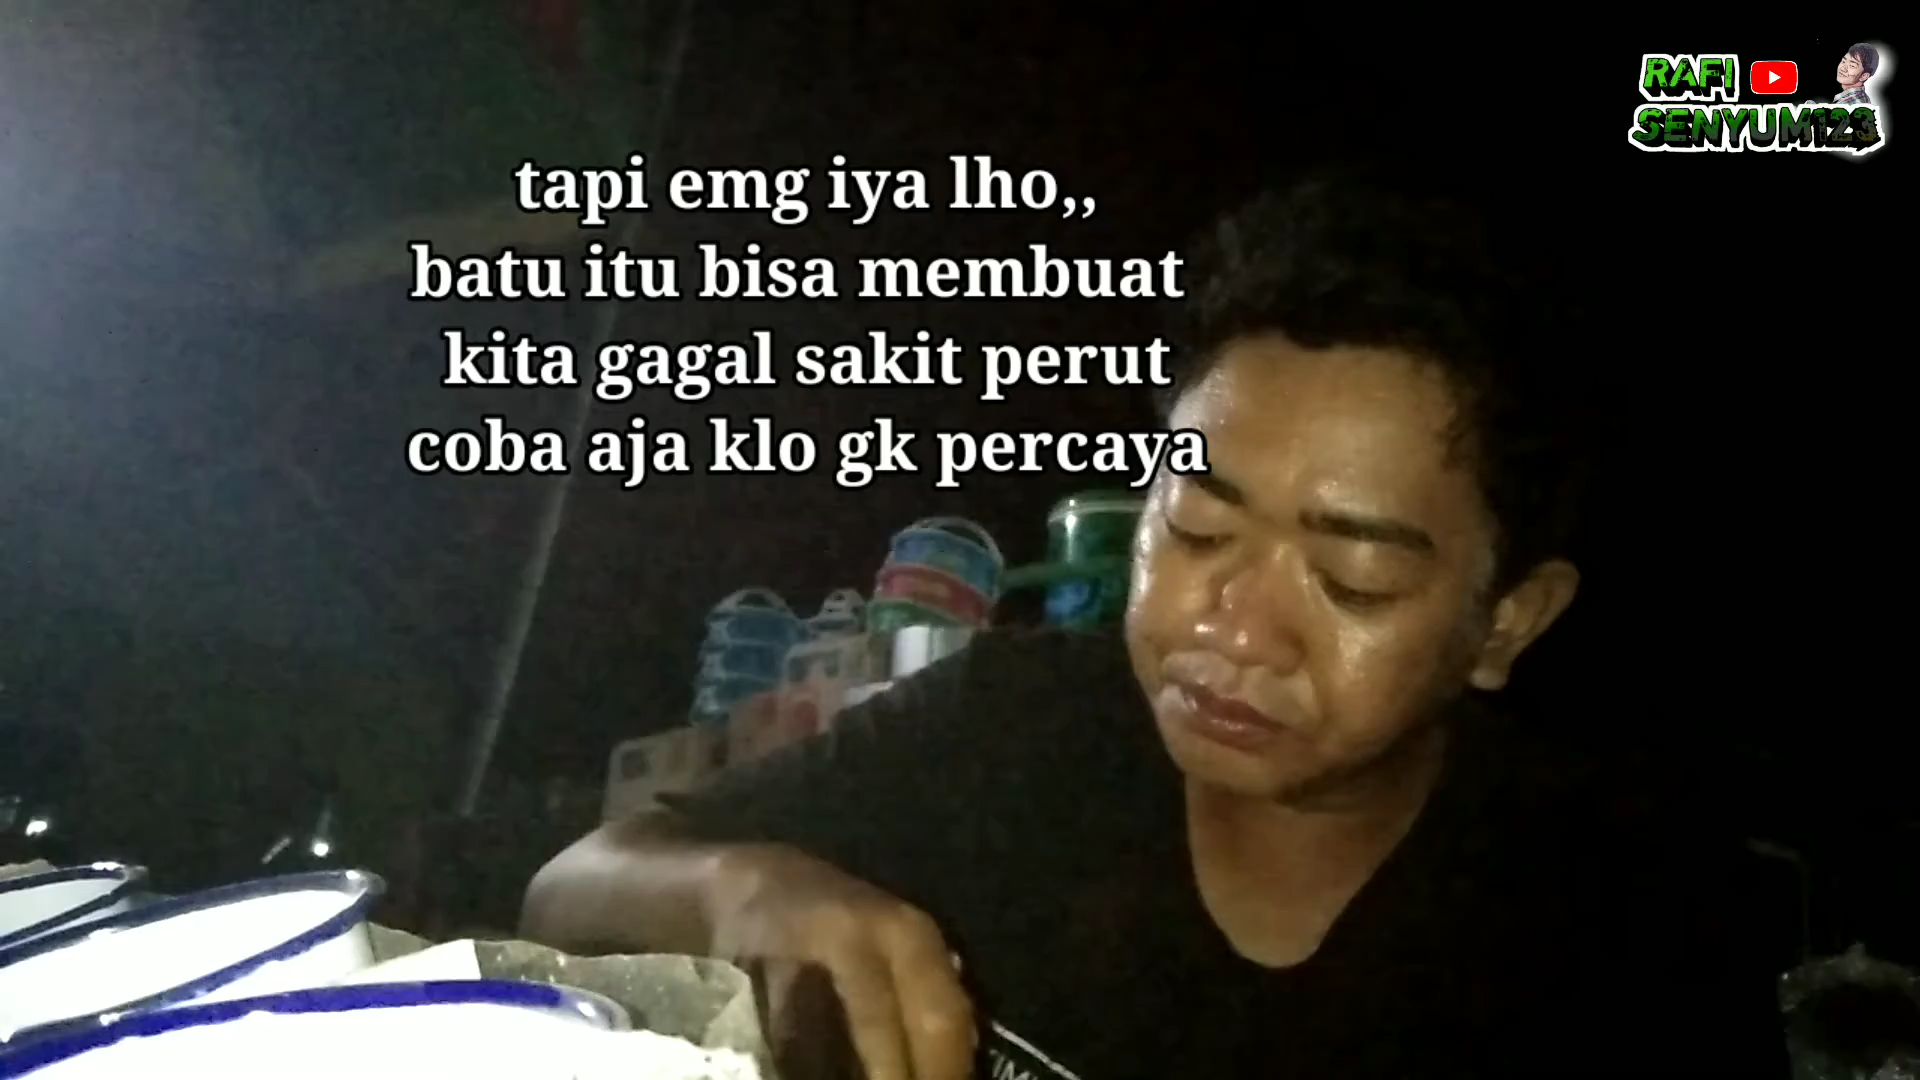 RAFI
SENYUM123
tapi emg iya lho,,
batu itu bisa membuat
kita gagal sakit perut
coba aja klo gk percaya